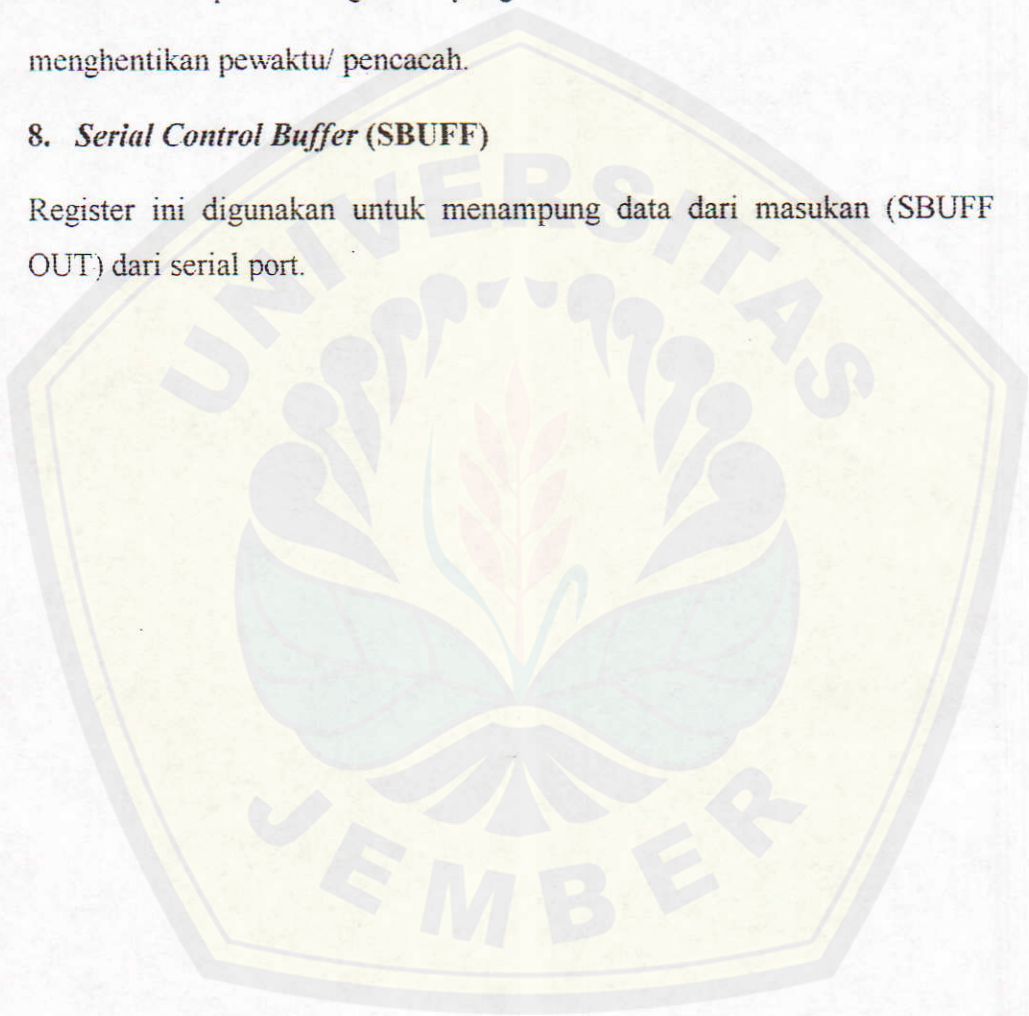 menghentikan pewaktu/ pencacah.
8. Serial Control Buffer (SBUFF)
Register ini digunakan untuk menampung data dari masukan (SBUFF
OUT) dari serial port.
UNIVERSITAS
JEMBER